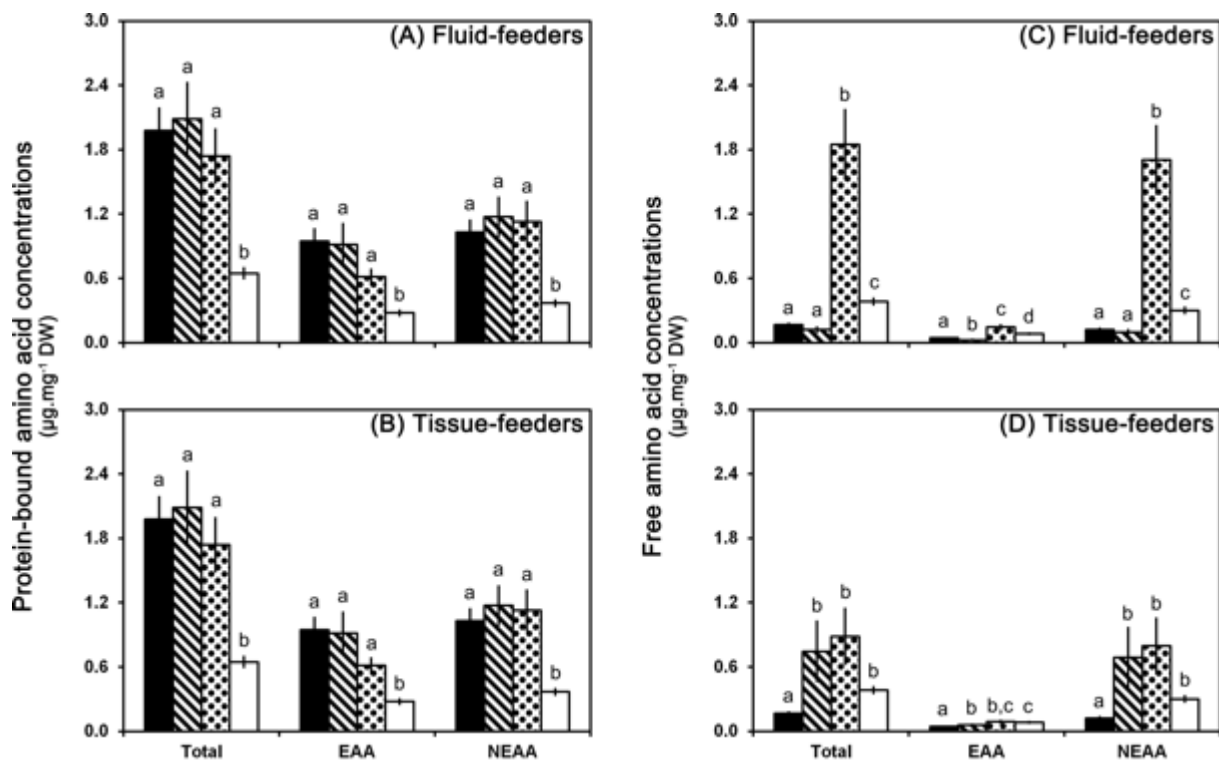 Protein-bound amino acid concentrations
(µg.mg⁻¹ DW)
(A) Fluid-feeders
3.0
2.4
1.8
1.2
0.6
0.0
a
a
a
b
a
a
a
b
a
a
a
b
(B) Tissue-feeders
3.0
2.4
1.8
1.2
0.6
0.0
a
a
a
b
a
a
a
b
a
a
a
b
Total EAA NEAA
Free amino acid concentrations
(µg.mg⁻¹ DW)
(C) Fluid-feeders
3.0
2.4
1.8
1.2
0.6
0.0
a
a
b
c
a
b
c
d
a
a
b
c
(D) Tissue-feeders
3.0
2.4
1.8
1.2
0.6
0.0
a
b
b
b
a
b
b,c
c
a
b
b
b
Total EAA NEAA